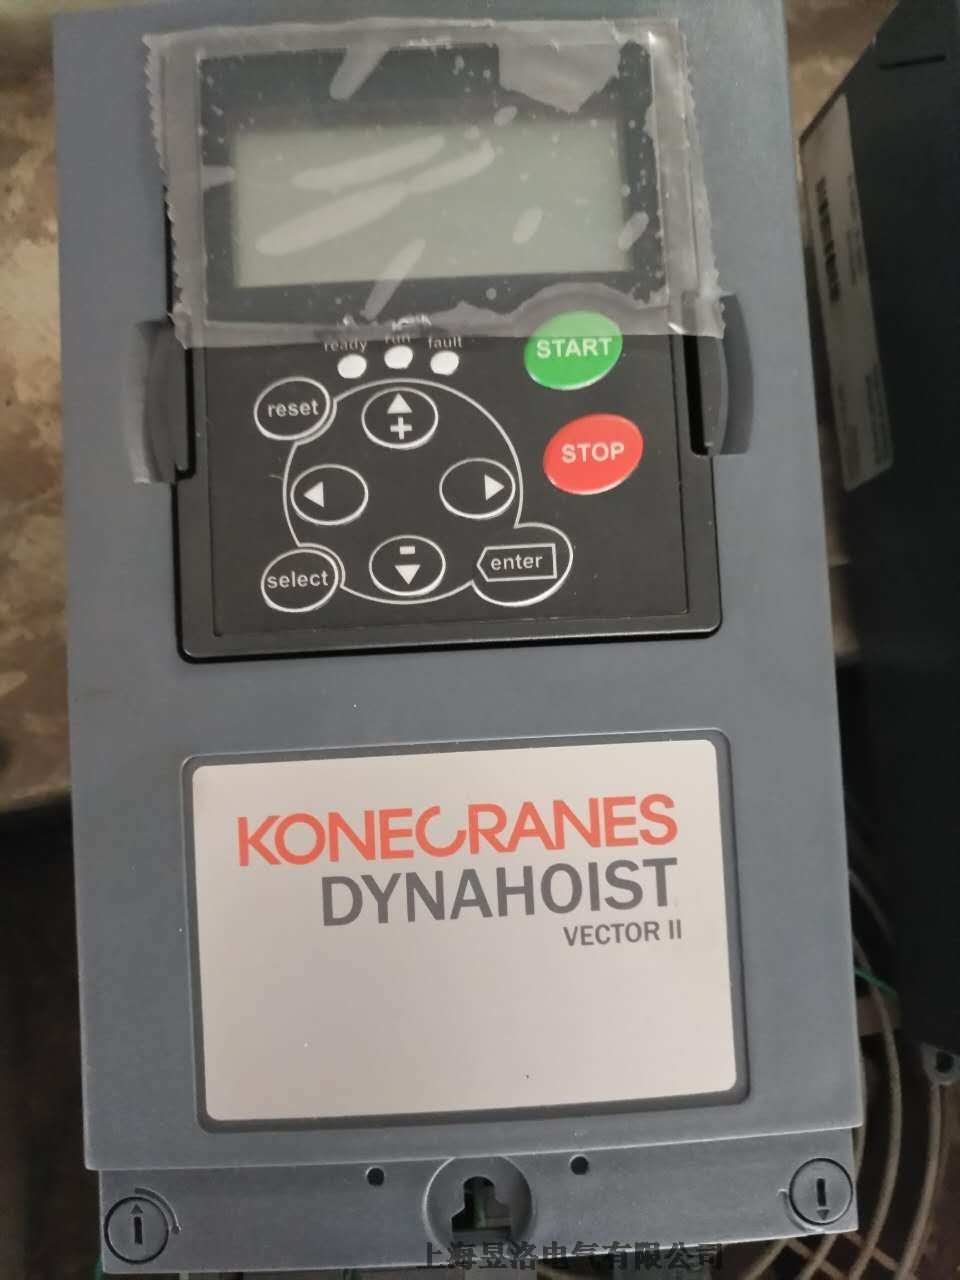 ready run fault
START
reset
+
STOP
-
select
enter
KONECRANES
DYNAHOIST
VECTOR II
上海昱洛电气有限公司